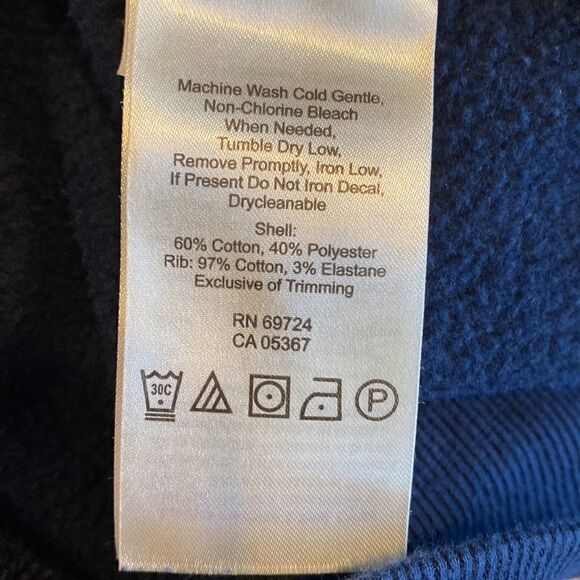 Machine Wash Cold Gentle,
Non-Chlorine Bleach
When Needed,
Tumble Dry Low,
Remove Promptly, Iron Low,
If Present Do Not Iron Decal,
Drycleanable
Shell:
60% Cotton, 40% Polyester
Rib: 97% Cotton, 3% Elastane
Exclusive of Trimming
RN 69724
CA 05367
30C P